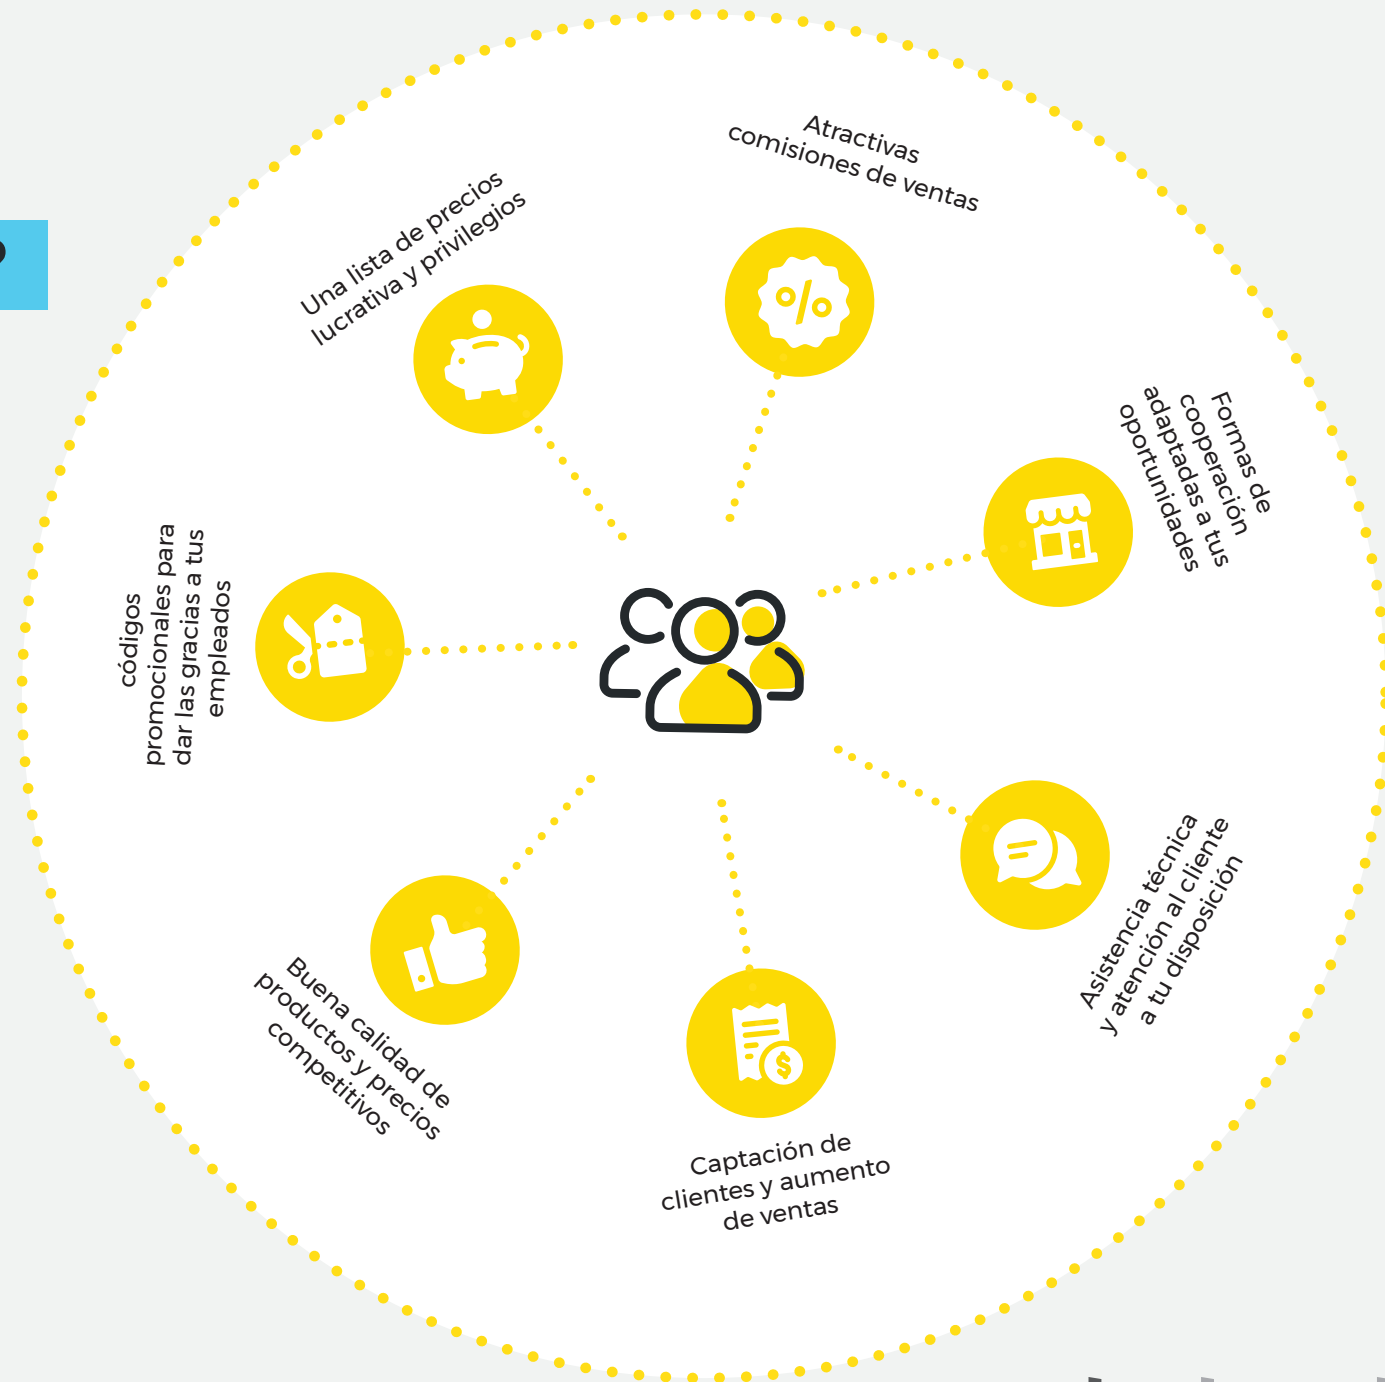 Atractivas
comisiones de ventas
Una lista de precios
lucrativa y privilegios
Formas de
cooperación
adaptadas a tus
oportunidades
códigos
promocionales para
dar las gracias a tus
empleados
Asistencia técnica
y atención al cliente
a tu disposición
Buena calidad de
productos y precios
competitivos
Captación de
clientes y aumento
de ventas